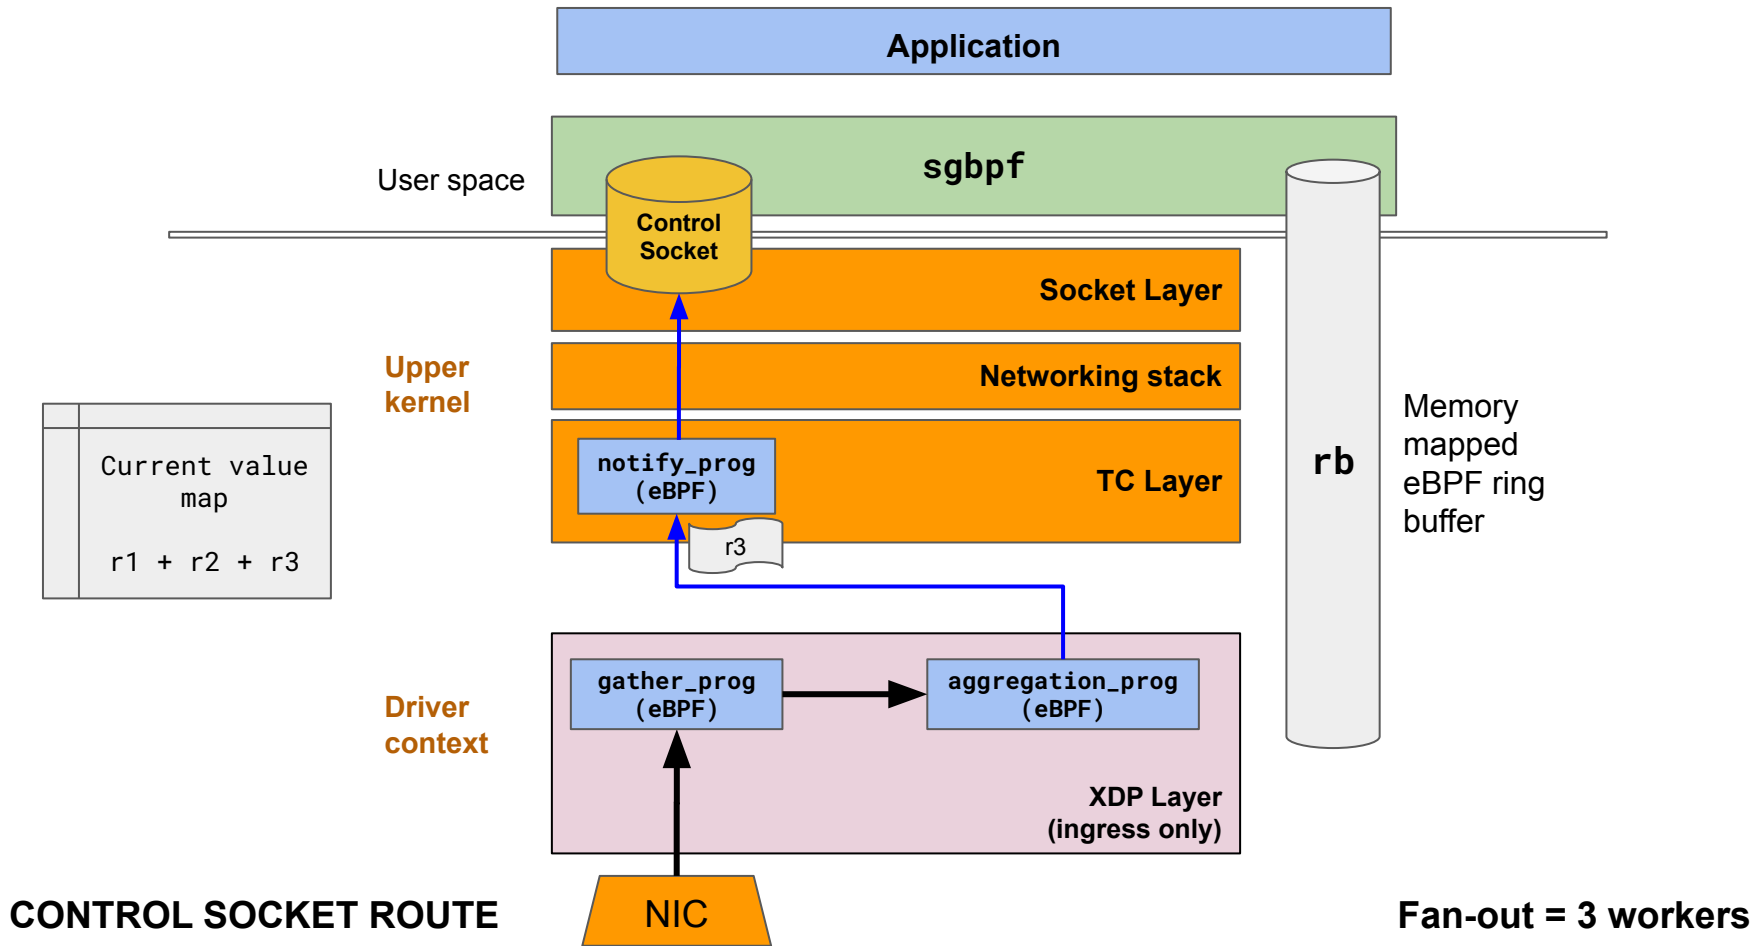 Application
sgbpf
User space
Control
Socket
Socket Layer
Upper
kernel
Networking stack
Current value
map
r1 + r2 + r3
notify_prog
(eBPF)
TC Layer
r3
rb
Memory
mapped
eBPF ring
buffer
Driver
context
gather_prog
(eBPF)
aggregation_prog
(eBPF)
XDP Layer
(ingress only)
CONTROL SOCKET ROUTE
NIC
Fan-out = 3 workers